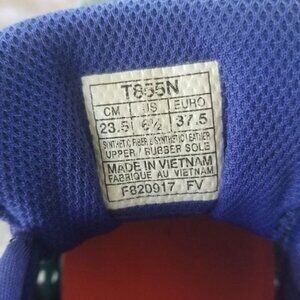 T855N
CM US EURO
23.5 6½ 37.5
SYNTHETIC FIBER & SYNTHETIC LEATHER
UPPER / RUBBER SOLE
MADE IN VIETNAM
FABRIQUE AU VIETNAM
F820917 FV